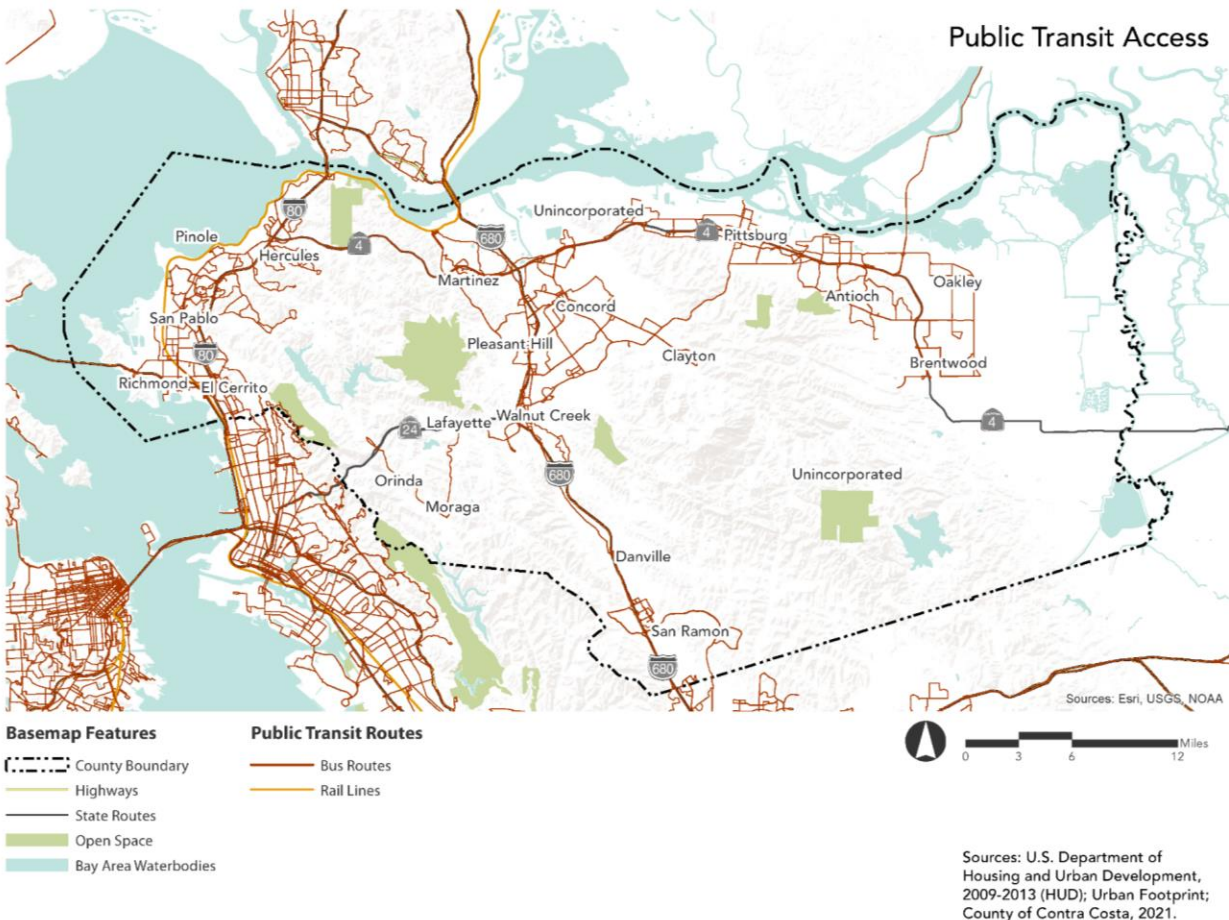 Public Transit Access
Unincorporated
80
4
680
4
Pittsburg
Pinole
Hercules
Martinez
Concord
Antioch
Oakley
San Pablo
80
Pleasant Hill
Clayton
Brentwood
Richmond
El Cerrito
24
Lafayette
Walnut Creek
4
Orinda
680
Unincorporated
Moraga
Danville
San Ramon
680
Sources: Esri, USGS, NOAA
Basemap Features
County Boundary
Highways
State Routes
Open Space
Bay Area Waterbodies
Public Transit Routes
Bus Routes
Rail Lines
Miles
0 3 6 12
Sources: U.S. Department of
Housing and Urban Development,
2009-2013 (HUD); Urban Footprint;
County of Contra Costa, 2021.